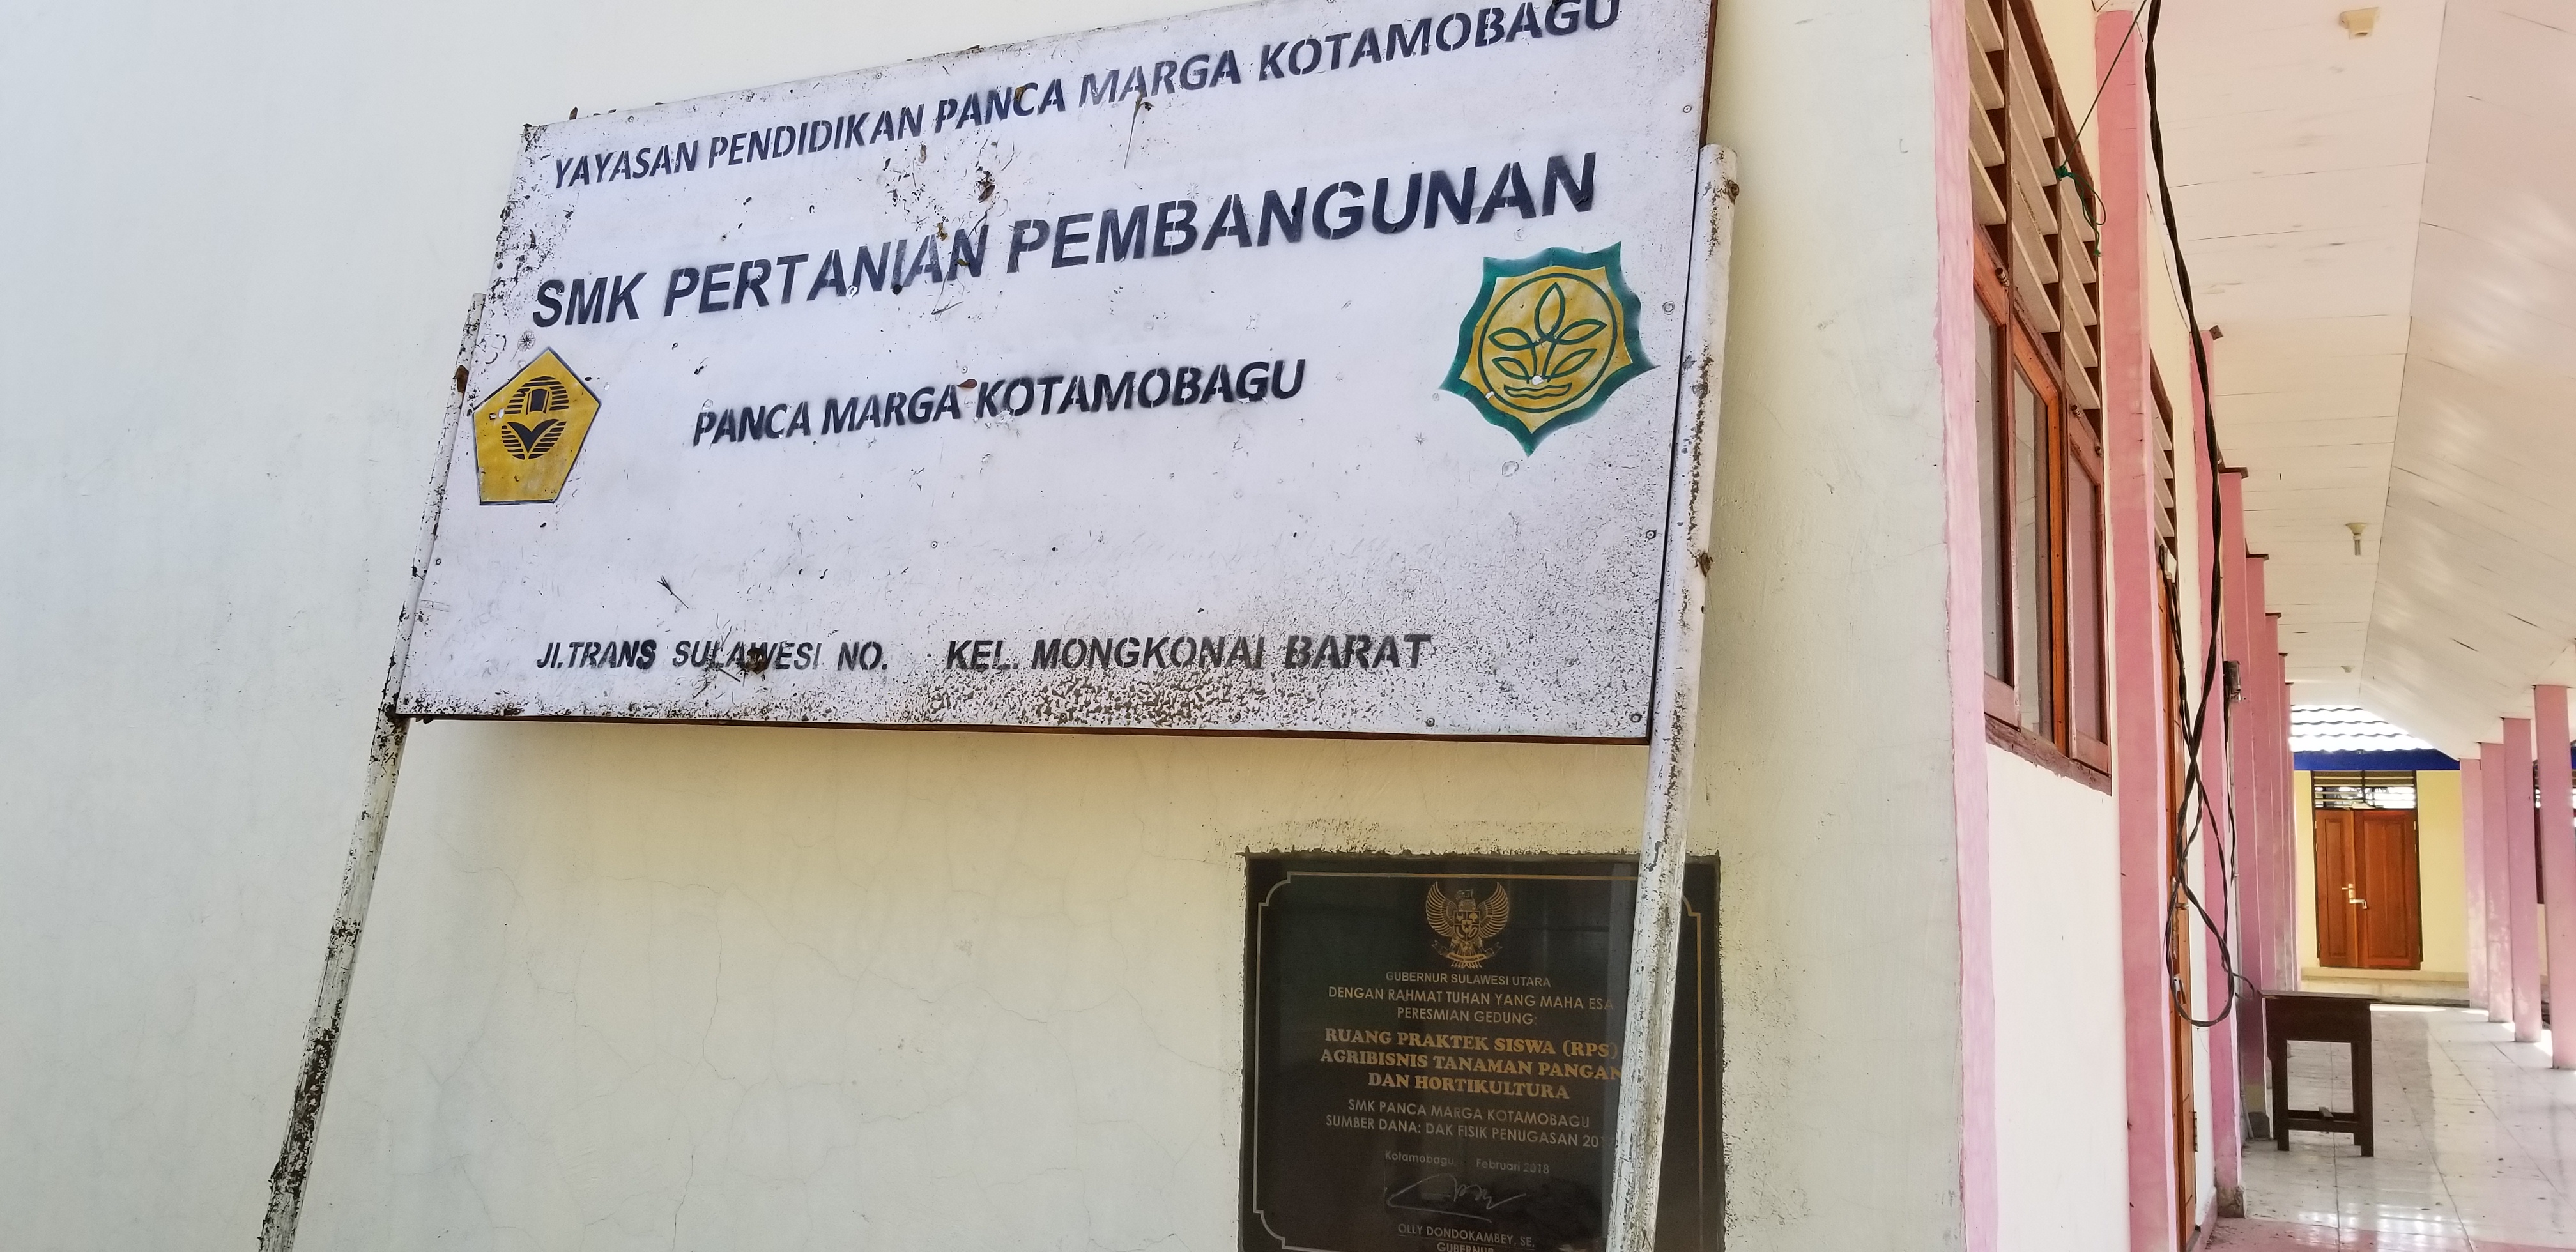 YAYASAN PENDIDIKAN PANCA MARGA KOTAMOBAGU
SMK PERTANIAN PEMBANGUNAN
PANCA MARGA KOTAMOBAGU
Jl.TRANS SULAWESI NO. KEL. MONGKONAI BARAT
GUBERNUR SULAWESI UTARA
DENGAN RAHMAT TUHAN YANG MAHA ESA
PERESMIAN GEDUNG:
RUANG PRAKTEK SISWA (RPS)
AGRIBISNIS TANAMAN PANGAN
DAN HORTIKULTURA
SMK PANCA MARGA KOTAMOBAGU
SUMBER DANA: DAK FISIK PENUGASAN
Kotamobagu, Februari 2018
OLLY DONDOKAMBEY, SE.
GUBERNUR